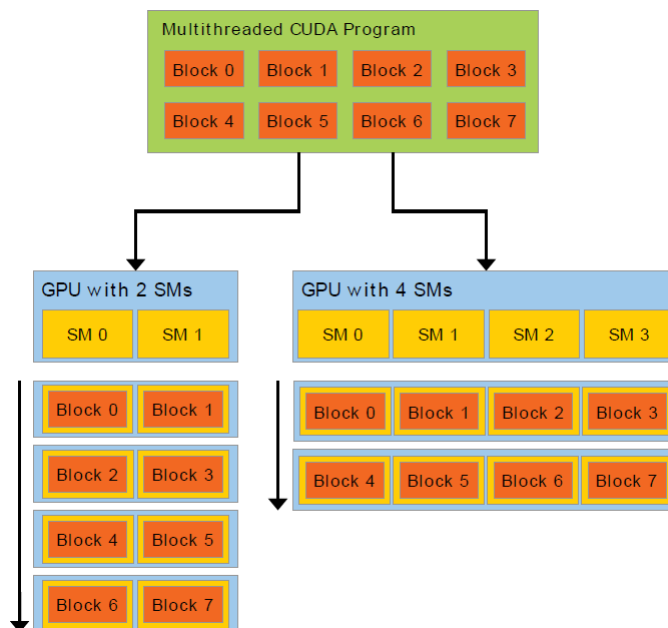 Multithreaded CUDA Program
Block 0 Block 1 Block 2 Block 3
Block 4 Block 5 Block 6 Block 7
GPU with 2 SMs
SM 0 SM 1
Block 0 Block 1
Block 2 Block 3
Block 4 Block 5
Block 6 Block 7
GPU with 4 SMs
SM 0 SM 1 SM 2 SM 3
Block 0 Block 1 Block 2 Block 3
Block 4 Block 5 Block 6 Block 7